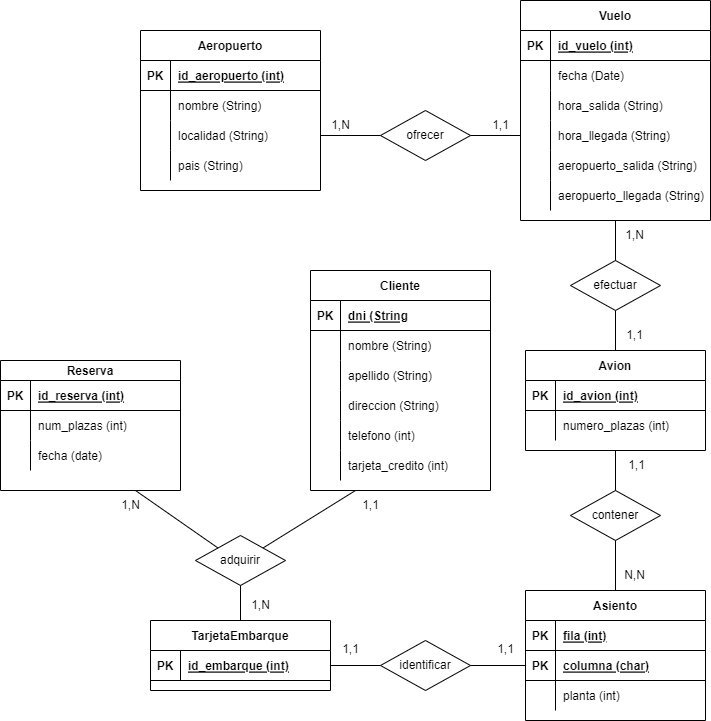 Vuelo
PK id_vuelo (int)
fecha (Date)
hora_salida (String)
hora_llegada (String)
aeropuerto_salida (String)
aeropuerto_llegada (String)
Aeropuerto
PK id_aeropuerto (int)
nombre (String)
localidad (String)
pais (String)
1,N
ofrecer
1,1
1,N
efectuar
1,1
Cliente
PK dni (String
nombre (String)
apellido (String)
direccion (String)
telefono (int)
tarjeta_credito (int)
Avion
PK id_avion (int)
numero_plazas (int)
Reserva
PK id_reserva (int)
num_plazas (int)
fecha (date)
1,1
contener
N,N
1,N
1,1
adquirir
1,N
Asiento
PK fila (int)
PK columna (char)
planta (int)
TarjetaEmbarque
PK id_embarque (int)
1,1
identificar
1,1